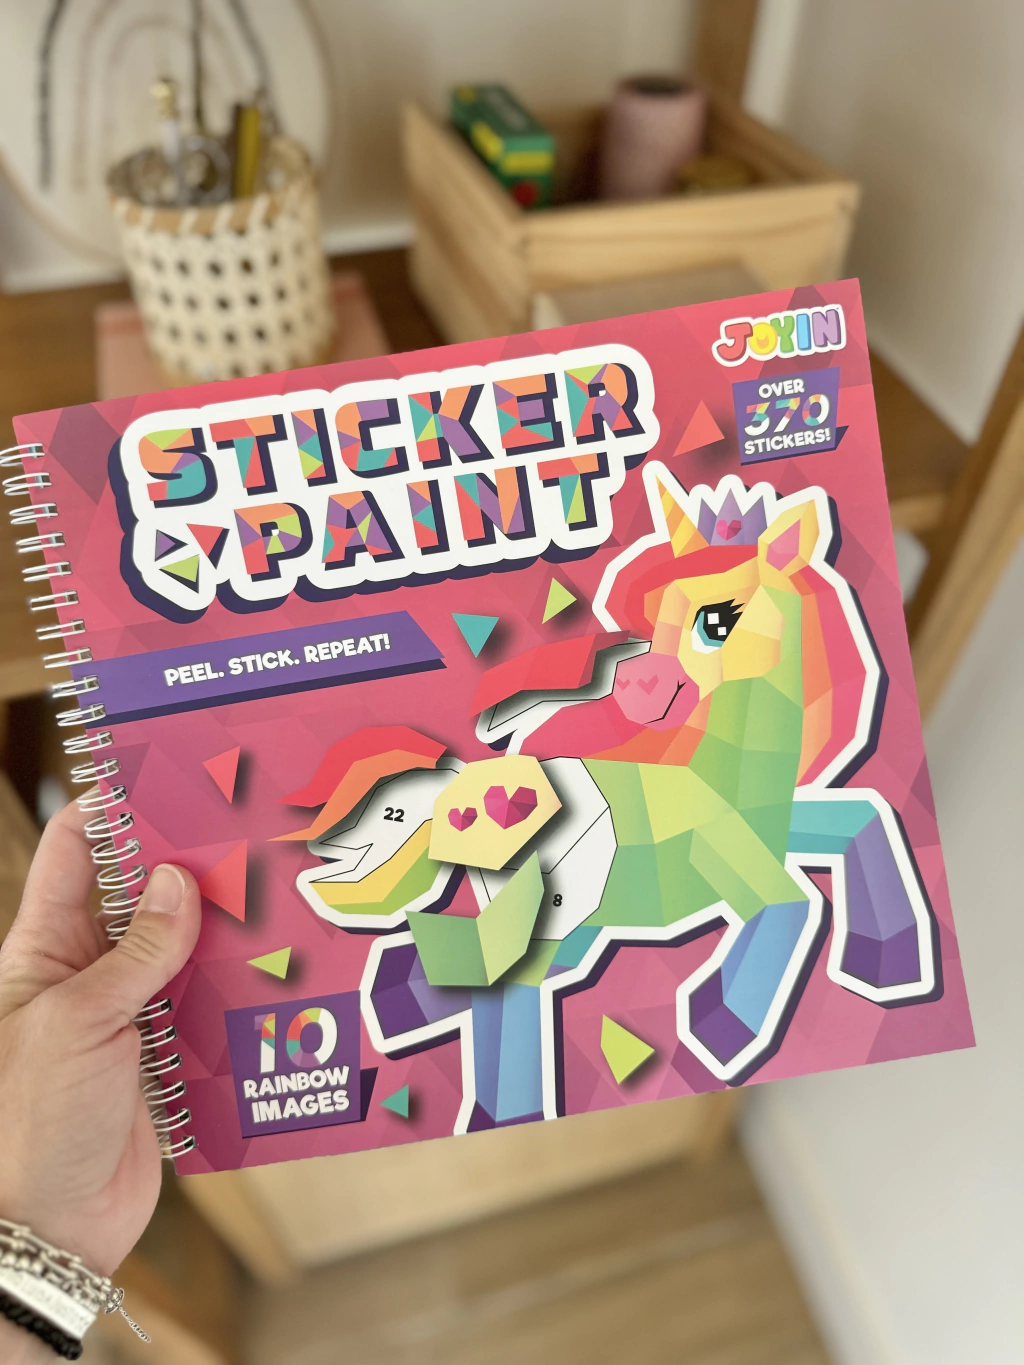 JOYIN
STICKER
PAINT
OVER
370
STICKERS!
PEEL. STICK. REPEAT!
22
8
10
RAINBOW
IMAGES